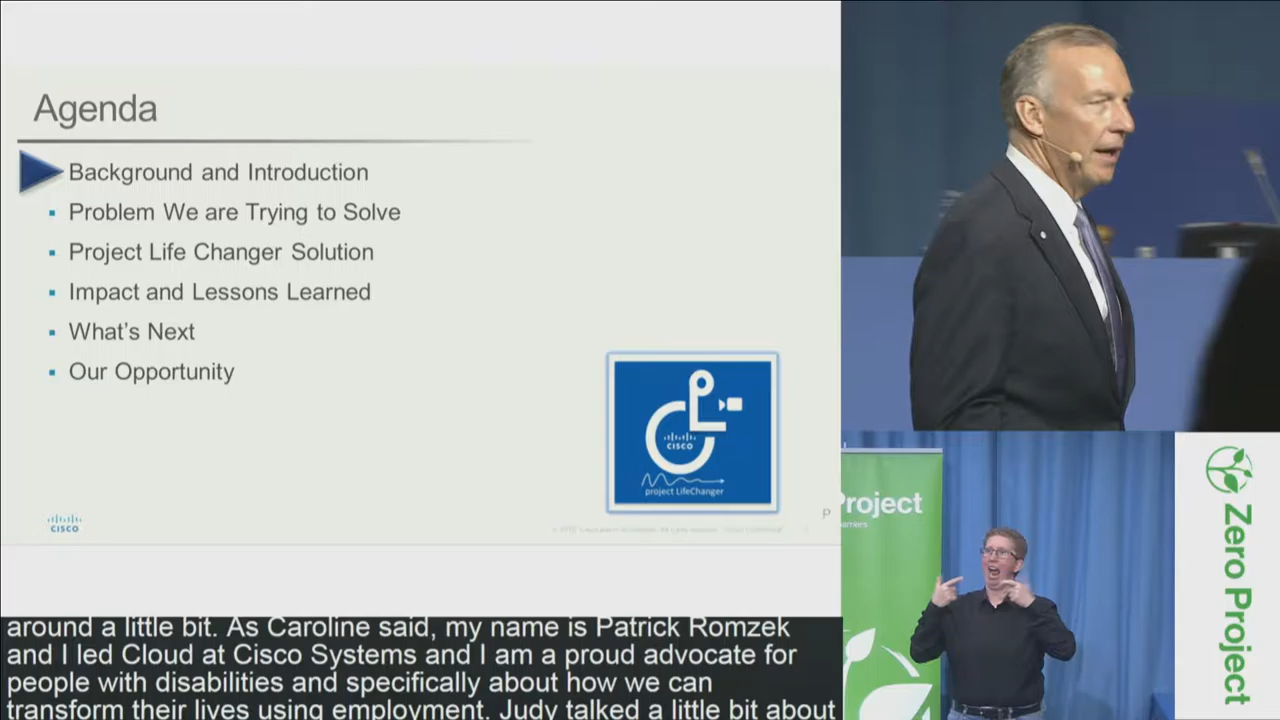 Agenda
Background and Introduction
Problem We are Trying to Solve
Project Life Changer Solution
Impact and Lessons Learned
What's Next
Our Opportunity
CISCO
project LifeChanger
CISCO
P
around a little bit. As Caroline said, my name is Patrick Romzek
and I led Cloud at Cisco Systems and I am a proud advocate for
people with disabilities and specifically about how we can
transform their lives using employment. Judy talked a little bit about
Project
Zero Project